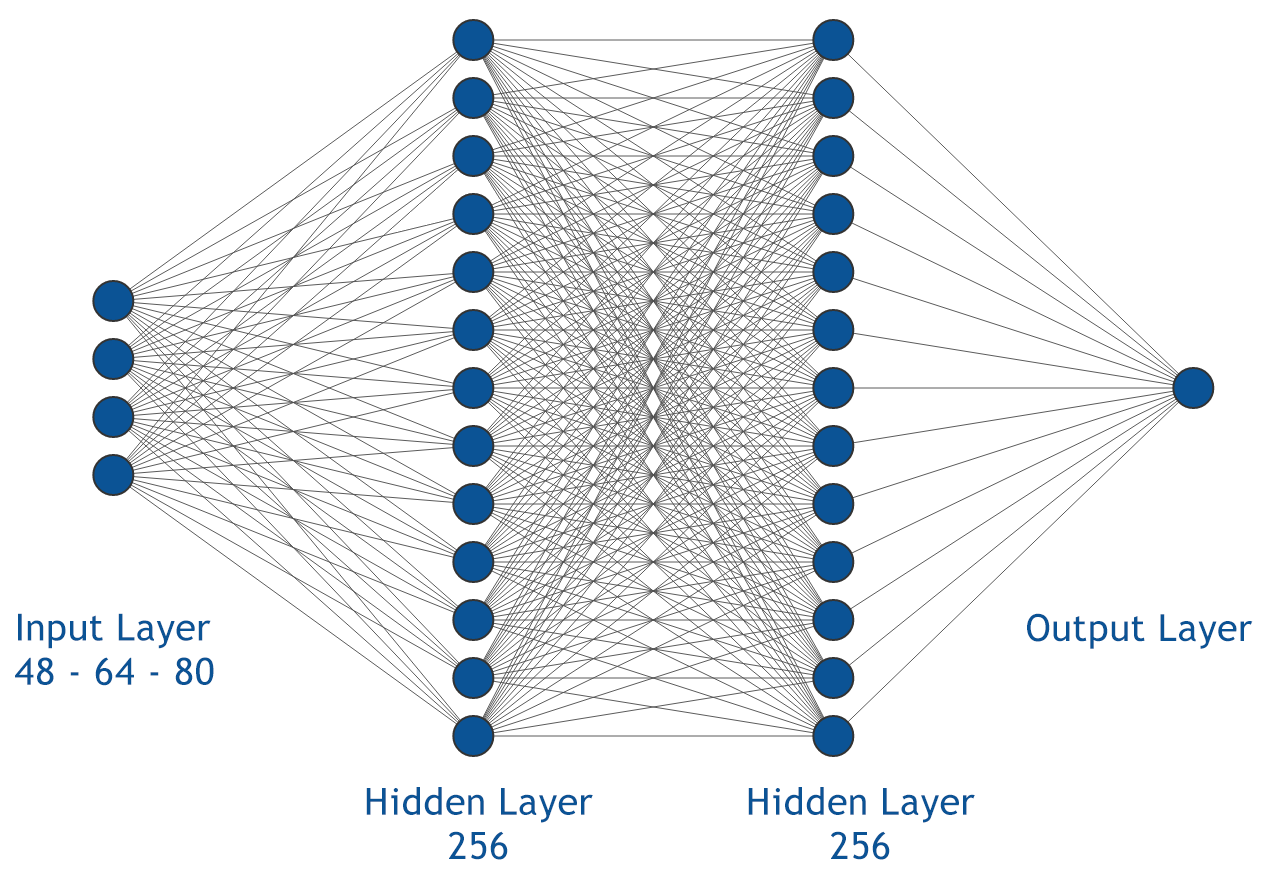 Input Layer
48 - 64 - 80
Hidden Layer
256
Hidden Layer
256
Output Layer